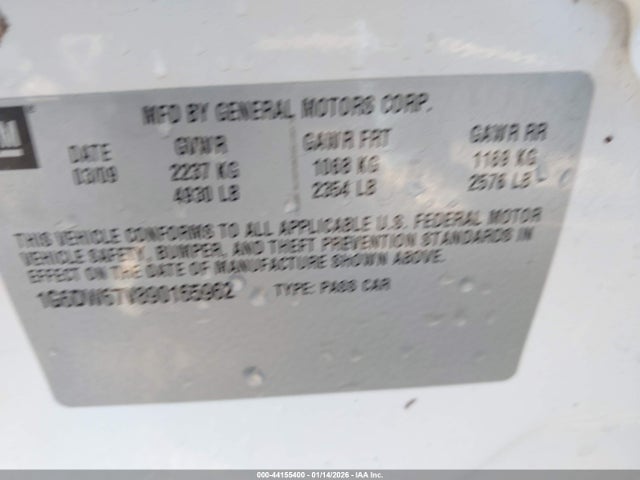 GM
MFD BY GENERAL MOTORS CORP.
DATE GVWR GAWR FRT GAWR RR
03/09 2237 KG 1068 KG 1169 KG
4930 LB 2354 LB 2576 LB
THIS VEHICLE CONFORMS TO ALL APPLICABLE U.S. FEDERAL MOTOR
VEHICLE SAFETY, BUMPER, AND THEFT PREVENTION STANDARDS IN
EFFECT ON THE DATE OF MANUFACTURE SHOWN ABOVE.
1G6DW67V890165962 TYPE: PASS CAR
000-44155400 - 01/14/2026 - IAA Inc.